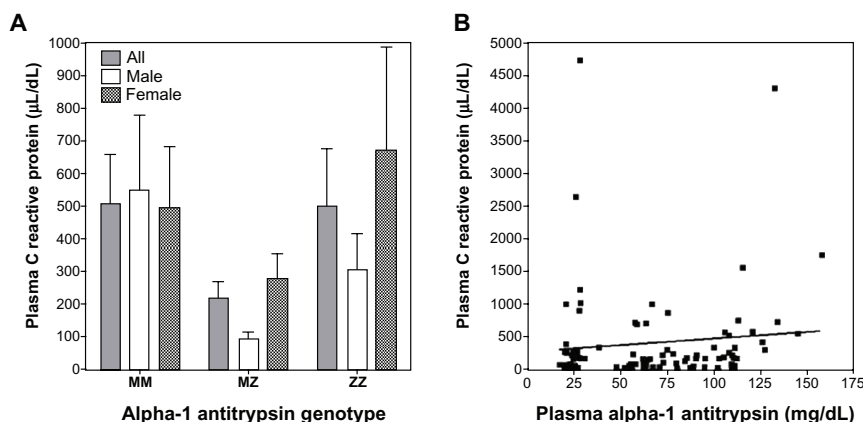 A
Plasma C reactive protein (µL/dL)
1000
900
800
700
600
500
400
300
200
100
0
All
Male
Female
MM
MZ
ZZ
Alpha-1 antitrypsin genotype
B
Plasma C reactive protein (µL/dL)
5000
4500
4000
3500
3000
2500
2000
1500
1000
500
0
0
25
50
75
100
125
150
175
Plasma alpha-1 antitrypsin (mg/dL)